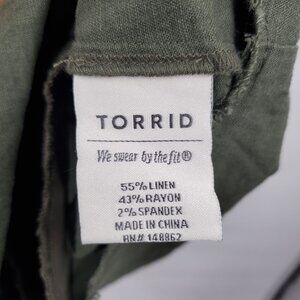 TORRID
We swear by the fit®
55% LINEN
43% RAYON
2% SPANDEX
MADE IN CHINA
RN# 148862